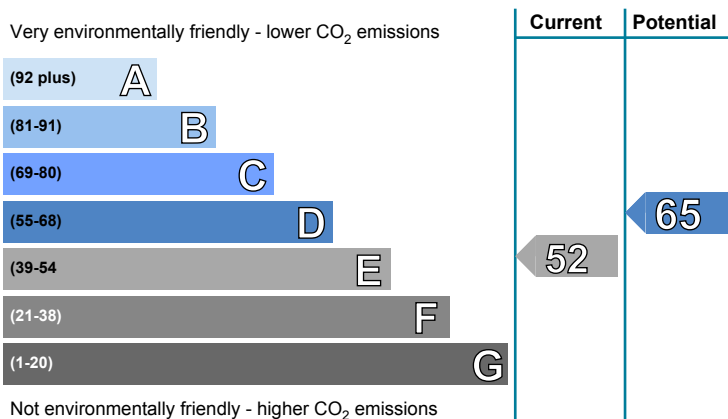 Current Potential
Very environmentally friendly - lower CO2 emissions
(92 plus) A
(81-91) B
(69-80) C
(55-68) D
65
(39-54 E
52
(21-38) F
(1-20) G
Not environmentally friendly - higher CO2 emissions